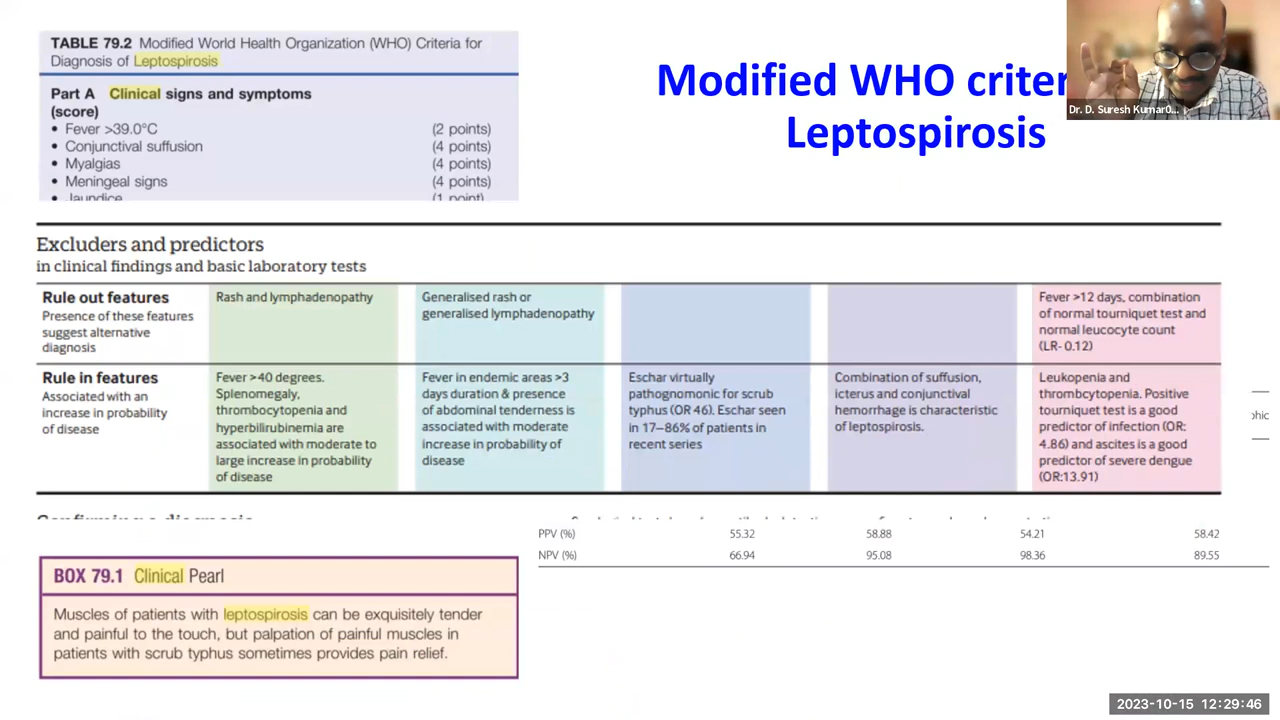 TABLE 79.2 Modified World Health Organization (WHO) Criteria for
Diagnosis of Leptospirosis
Part A Clinical signs and symptoms
(score)
• Fever >39.0°C (2 points)
• Conjunctival suffusion (4 points)
• Myalgias (4 points)
• Meningeal signs (4 points)
• Jaundice (1 point)
Modified WHO criter
Leptospirosis
Dr. D. Suresh Kumar0...
Excluders and predictors
in clinical findings and basic laboratory tests
Rule out features
Presence of these features
suggest alternative
diagnosis
Rash and lymphadenopathy
Generalised rash or
generalised lymphadenopathy
Fever >12 days, combination
of normal tourniquet test and
normal leucocyte count
(LR- 0.12)
Rule in features
Associated with an
increase in probability
of disease
Fever >40 degrees.
Splenomegaly,
thrombocytopenia and
hyperbilirubinemia are
associated with moderate to
large increase in probability
of disease
Fever in endemic areas >3
days duration & presence
of abdominal tenderness is
associated with moderate
increase in probability of
disease
Eschar virtually
pathognomonic for scrub
typhus (OR 46). Eschar seen
in 17–86% of patients in
recent series
Combination of suffusion,
icterus and conjunctival
hemorrhage is characteristic
of leptospirosis.
Leukopenia and
thrombcytopenia. Positive
tourniquet test is a good
predictor of infection (OR:
4.86) and ascites is a good
predictor of severe dengue
(OR:13.91)
phic
PPV (%) 55.32 58.88 54.21 58.42
NPV (%) 66.94 95.08 98.36 89.55
BOX 79.1 Clinical Pearl
Muscles of patients with leptospirosis can be exquisitely tender
and painful to the touch, but palpation of painful muscles in
patients with scrub typhus sometimes provides pain relief.
2023-10-15 12:29:46